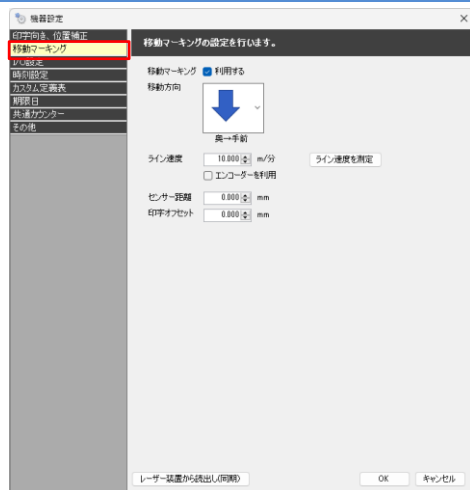 機器設定
印字向き、位置補正
移動マーキング
I/O設定
時刻設定
カスタム定義表
期限日
共通カウンター
その他
移動マーキングの設定を行います。
移動マーキング 利用する
移動方向
奥→手前
ライン速度 10.000 m/分 ライン速度を測定
エンコーダーを利用
センサー距離 0.000 mm
印字オフセット 0.000 mm
レーザー装置から読出し(同期) OK キャンセル